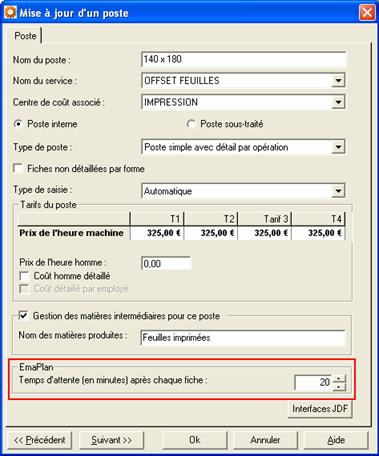 Mise à jour d'un poste
Poste
Nom du poste : 140 x 180
Nom du service : OFFSET FEUILLES
Centre de coût associé : IMPRESSION
Poste interne Poste sous-traité
Type de poste : Poste simple avec détail par opération
Fiches non détaillées par forme
Type de saisie : Automatique
Tarifs du poste
T1 T2 Tarif 3 T4
Prix de l'heure machine 325,00 € 325,00 € 325,00 € 325,00 €
Prix de l'heure homme : 0,00
Coût homme détaillé
Coût détaillé par employé
Gestion des matières intermédiaires pour ce poste
Nom des matières produites : Feuilles imprimées
EmaPlan
Temps d'attente (en minutes) après chaque fiche : 20
Interfaces JDF
<< Précédent Suivant >> Ok Annuler Aide